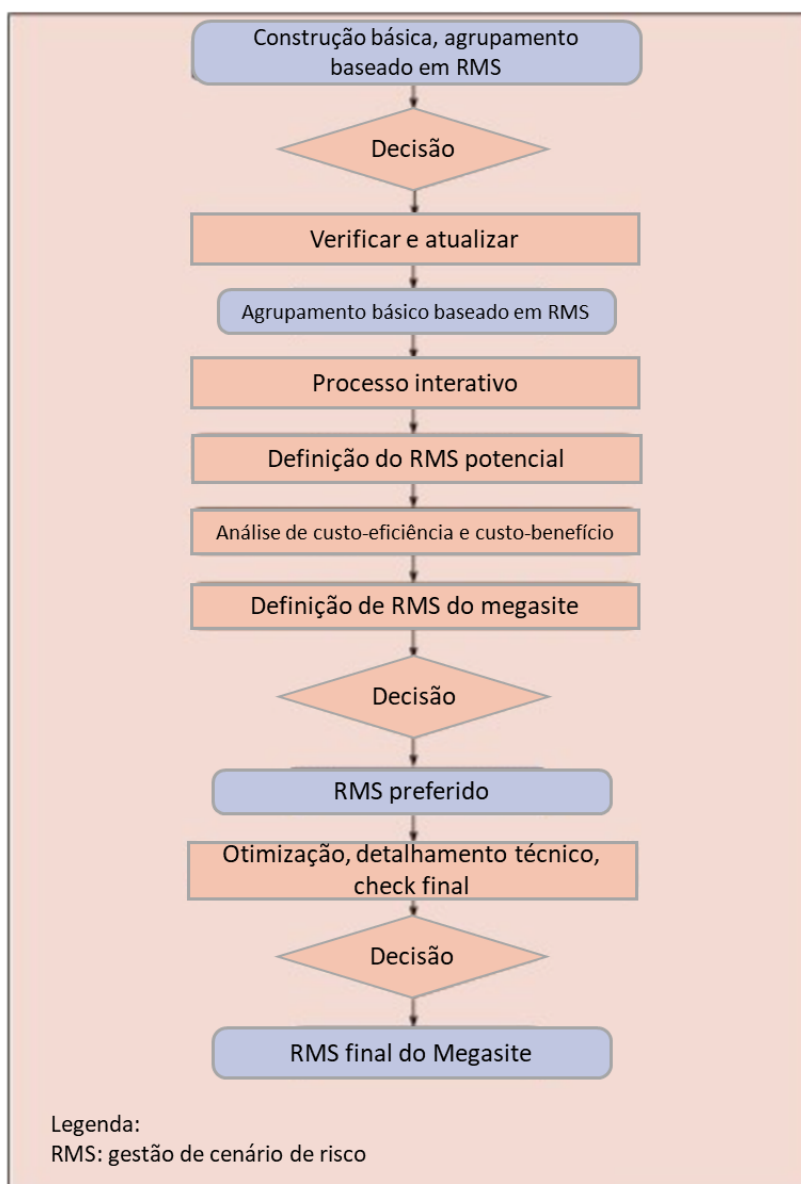 Construção básica, agrupamento
baseado em RMS
Decisão
Verificar e atualizar
Agrupamento básico baseado em RMS
Processo interativo
Definição do RMS potencial
Análise de custo-eficiência e custo-benefício
Definição de RMS do megasite
Decisão
RMS preferido
Otimização, detalhamento técnico,
check final
Decisão
RMS final do Megasite
Legenda:
RMS: gestão de cenário de risco